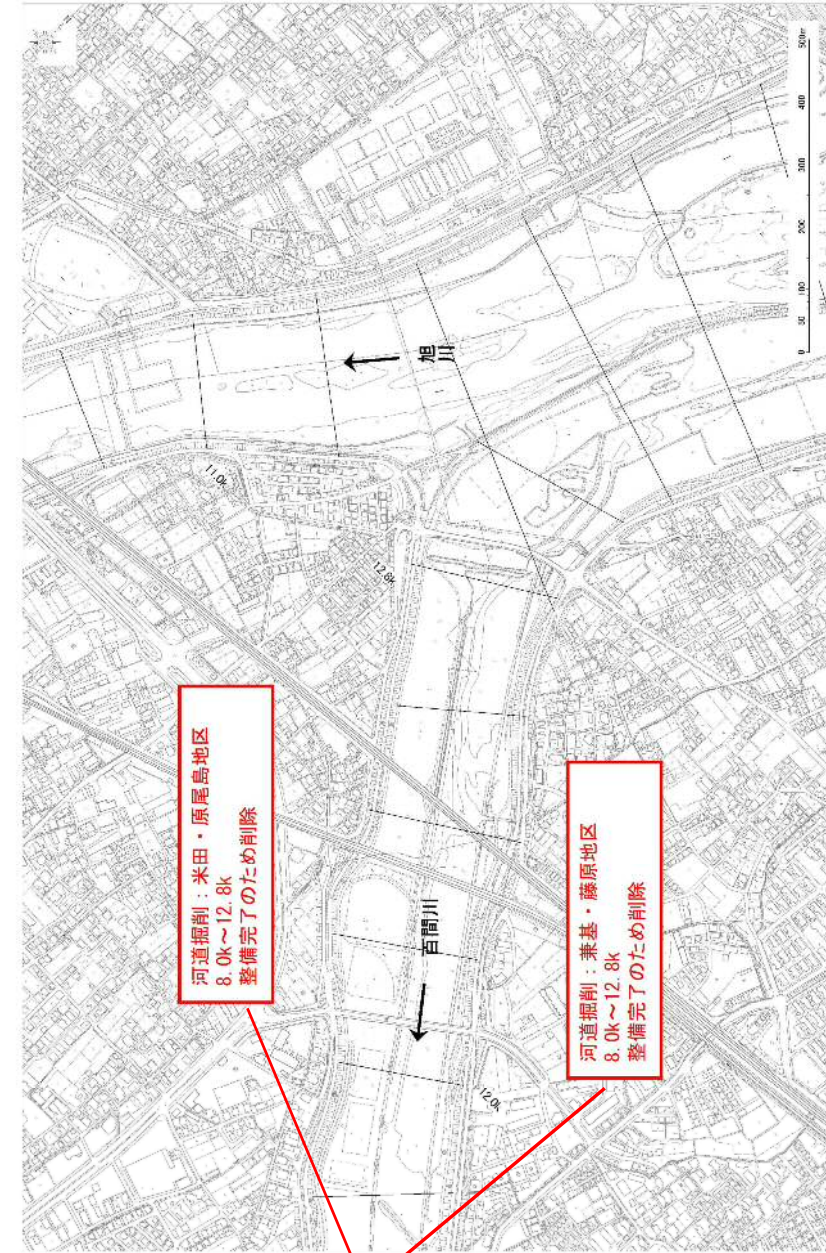 河道掘削：米田・原尾島地区
8.0k～12.8k
整備完了のため削除
河道掘削：兼基・藤原地区
8.0k～12.8k
整備完了のため削除
旭川
百間川
11.0k
12.8k
12.0k
0 50 100 200 300 400 500m